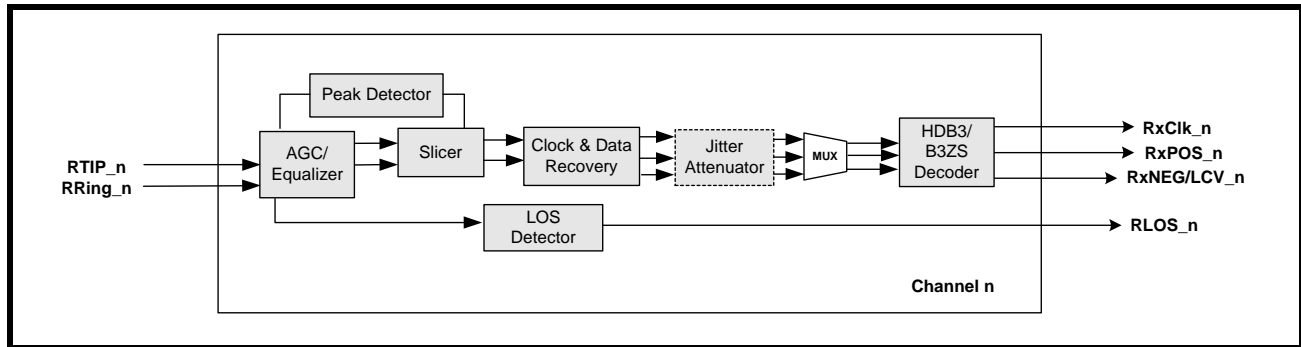 Peak Detector
RTIP_n
RRing_n
AGC/
Equalizer
Slicer
Clock & Data
Recovery
Jitter
Attenuator
MUX
HDB3/
B3ZS
Decoder
RxClk_n
RxPOS_n
RxNEG/LCV_n
LOS
Detector
RLOS_n
Channel n